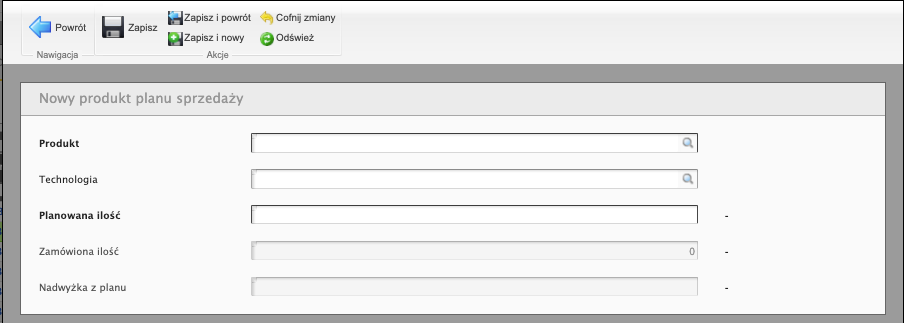 Powrót
Zapisz
Zapisz i powrót
Cofnij zmiany
Zapisz i nowy
Odśwież
Nawigacja
Akcje
Nowy produkt planu sprzedaży
Produkt
Technologia
Planowana ilość -
Zamówiona ilość 0 -
Nadwyżka z planu -